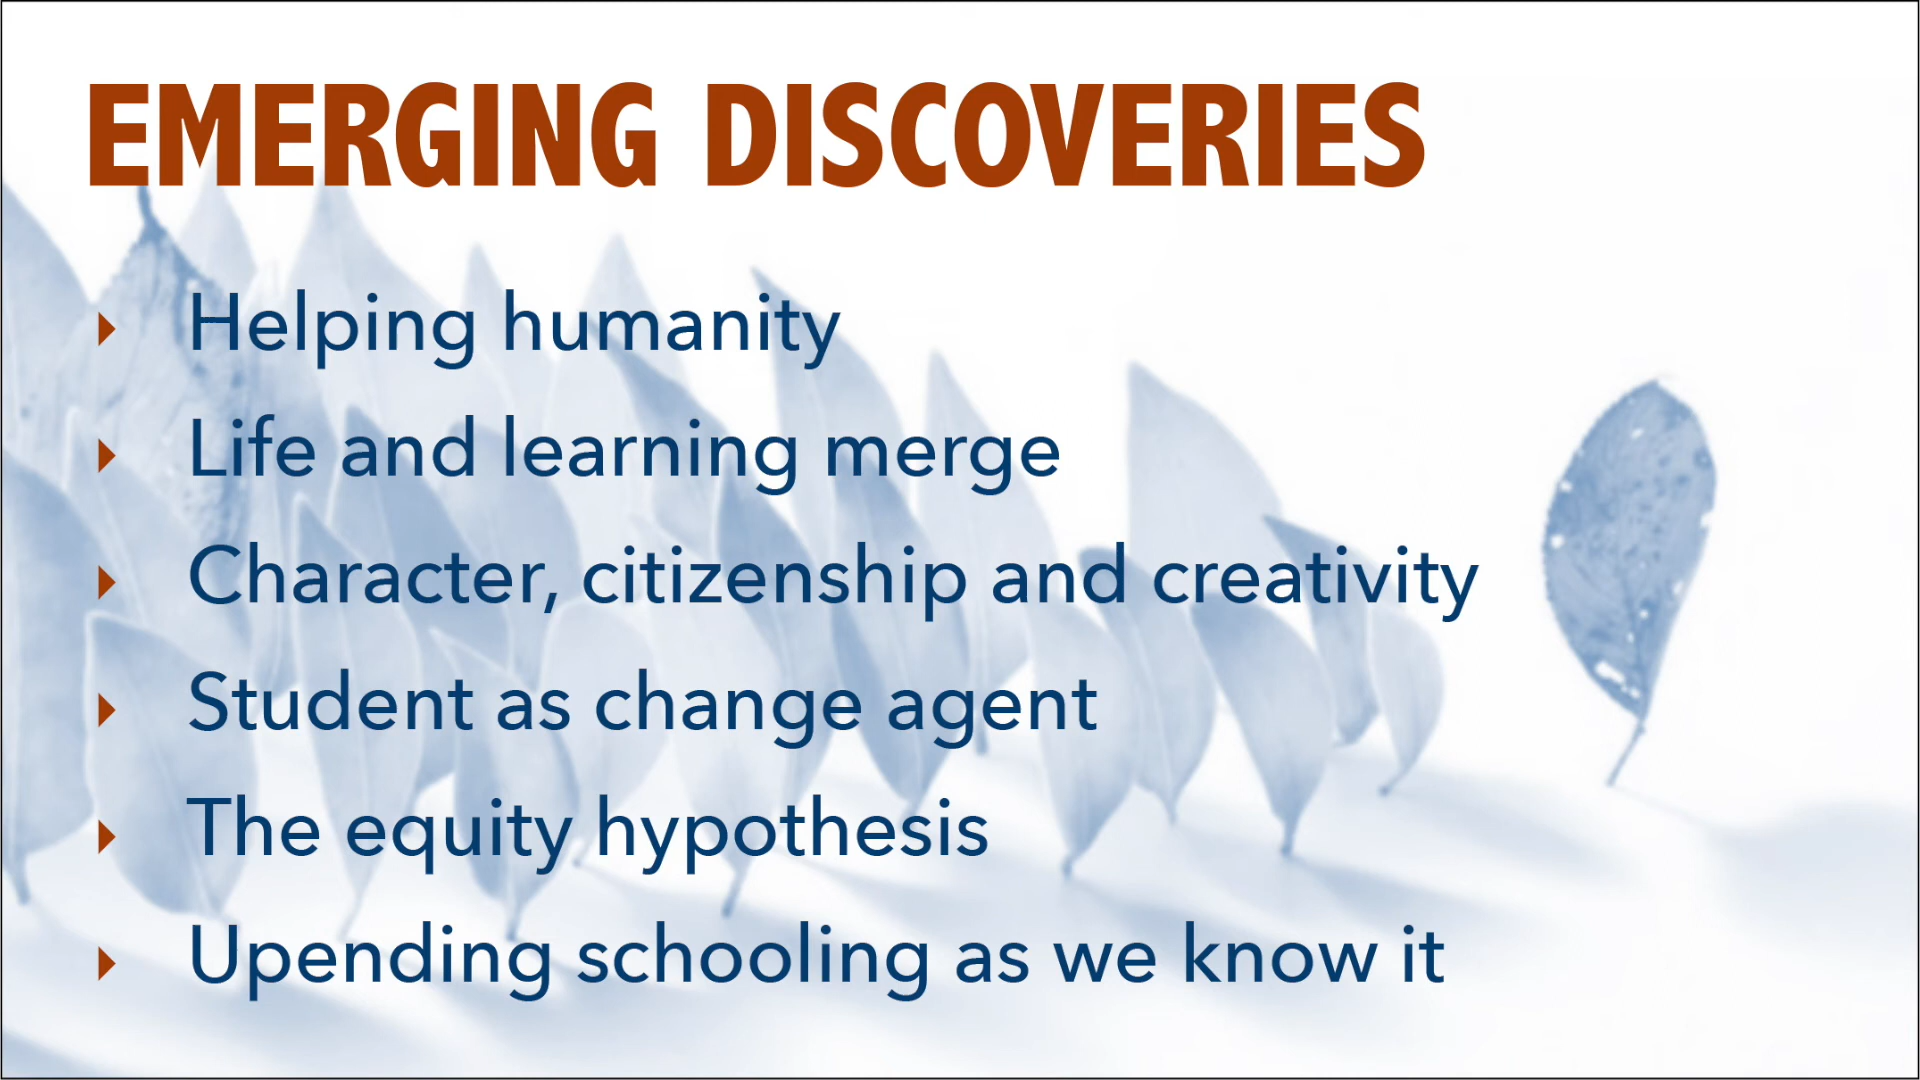 EMERGING DISCOVERIES
Helping humanity
Life and learning merge
Character, citizenship and creativity
Student as change agent
The equity hypothesis
Upending schooling as we know it